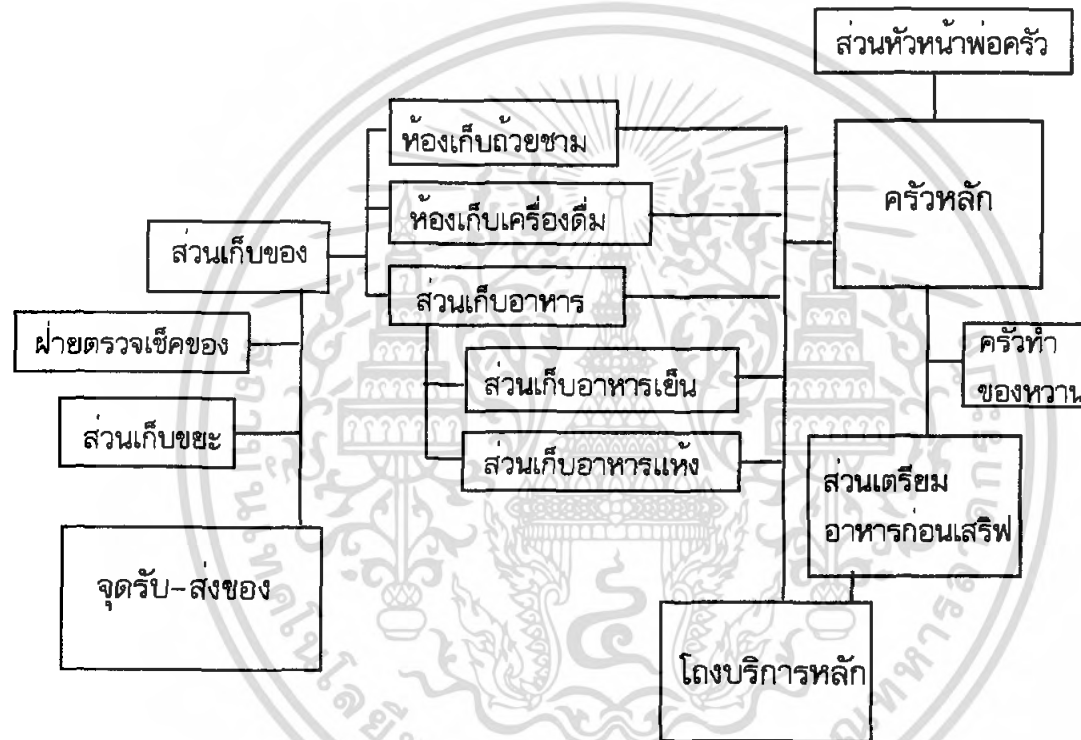 ส่วนหัวหน้าพ่อครัว
ห้องเก็บถ้วยชาม
ครัวหลัก
ห้องเก็บเครื่องดื่ม
ส่วนเก็บของ
ส่วนเก็บอาหาร
ฝ่ายตรวจเช็คของ
ครัวทำ
ของหวาน
ส่วนเก็บอาหารเย็น
ส่วนเก็บขยะ
ส่วนเก็บอาหารแห้ง
ส่วนเตรียม
อาหารก่อนเสริฟ
จุดรับ-ส่งของ
โถงบริการหลัก